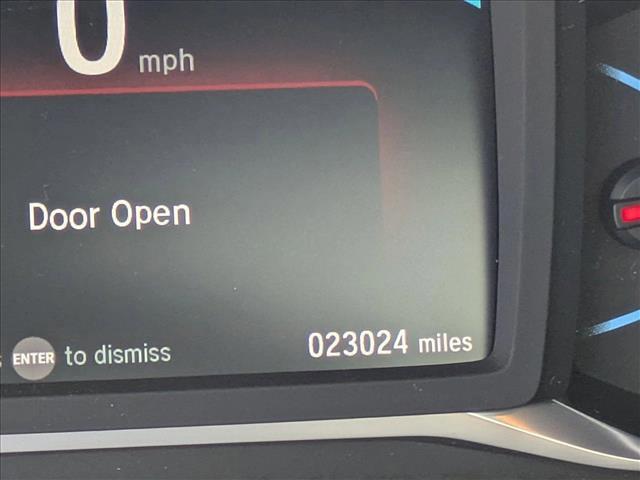 0 mph
Door Open
ENTER to dismiss
023024 miles